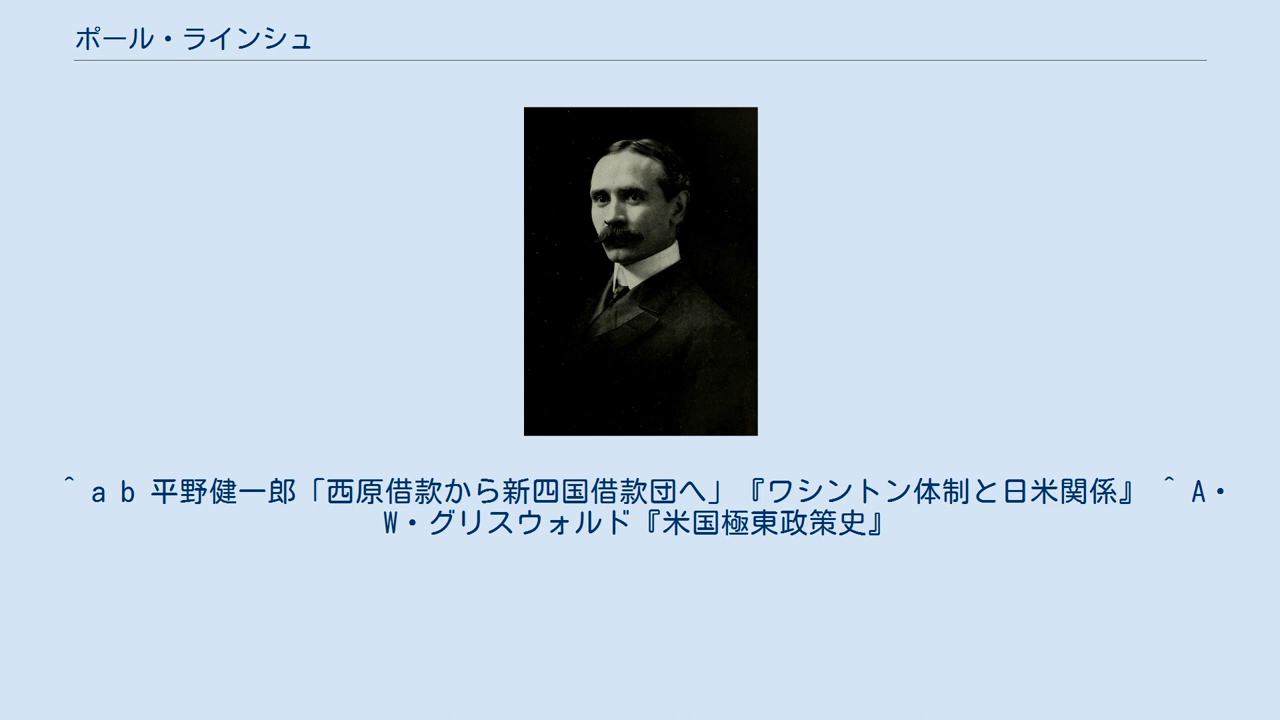 ポール・ラインシュ
^ a b 平野健一郎「西原借款から新四国借款団へ」『ワシントン体制と日米関係』 ^ A・
W・グリスウォルド『米国極東政策史』